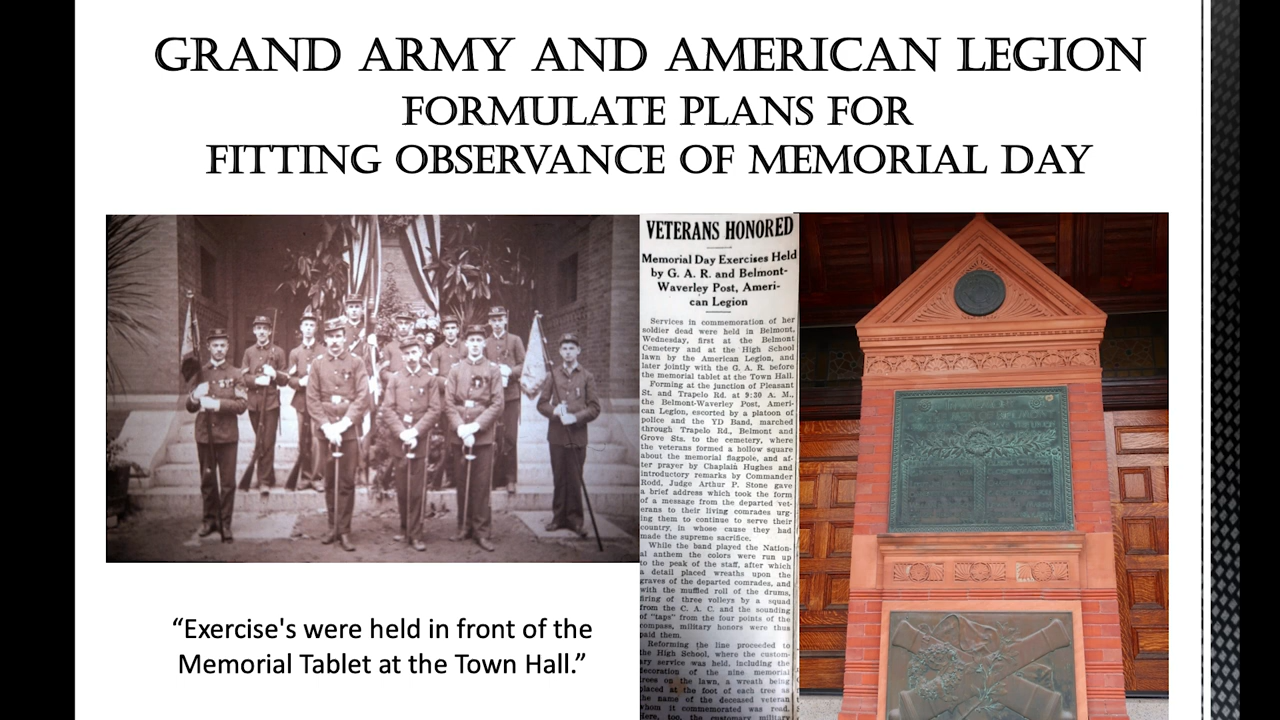 GRAND ARMY AND AMERICAN LEGION
FORMULATE PLANS FOR
FITTING OBSERVANCE OF MEMORIAL DAY
VETERANS HONORED
Memorial Day Exercises Held
by G. A. R. and Belmont-
Waverley Post, Ameri-
can Legion
Services in commemoration of her
soldier dead were held in Belmont,
Wednesday, first at the Belmont
Cemetery and at the High School
lawn by the American Legion, and
later jointly with the G. A. R. before
the memorial tablet at the Town Hall.
Forming at the junction of Pleasant
St. and Trapelo Rd. at 9:30 A. M.,
the Belmont-Waverley Post, Ameri-
can Legion, escorted by a platoon of
police and the YD Band, marched
through Trapelo Rd., Belmont and
Grove Sts. to the cemetery, where
the veterans formed a hollow square
about the memorial flagpole, and af-
ter prayer by Chaplain Hughes and
introductory remarks by Commander
Rodd, Judge Arthur P. Stone gave
a brief address which took the form
of a message from the departed vet-
erans to their living comrades urg-
ing them to continue to serve their
country, in whose cause they had
made the supreme sacrifice.
While the band played the Nation-
al anthem the colors were run up
to the peak of the staff, after which
a detail placed wreaths upon the
graves of the departed comrades, and
with the muffled roll of the drums,
firing of three volleys by a squad
from the C. A. C. and the sounding
of "taps" from the four points of the
compass, military honors were thus
paid them.
Reforming the line proceeded to
the High School, where the custom-
ary service was held, including the
decoration of the nine memorial
trees on the lawn, a wreath being
placed at the foot of each tree as
the name of the deceased veteran
whom it commemorated was read.
Here, too, the customary military
“Exercise's were held in front of the
Memorial Tablet at the Town Hall.”